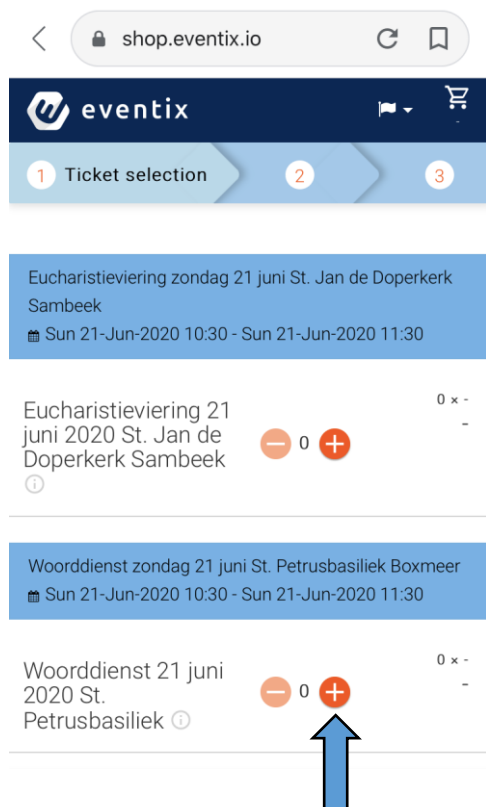 shop.eventix.io
eventix
1 Ticket selection 2 3
Eucharistieviering zondag 21 juni St. Jan de Doperkerk
Sambeek
Sun 21-Jun-2020 10:30 - Sun 21-Jun-2020 11:30
Eucharistieviering 21
juni 2020 St. Jan de
Doperkerk Sambeek
0
0 × -
-
Woorddienst zondag 21 juni St. Petrusbasiliek Boxmeer
Sun 21-Jun-2020 10:30 - Sun 21-Jun-2020 11:30
Woorddienst 21 juni
2020 St.
Petrusbasiliek
0
0 × -
-